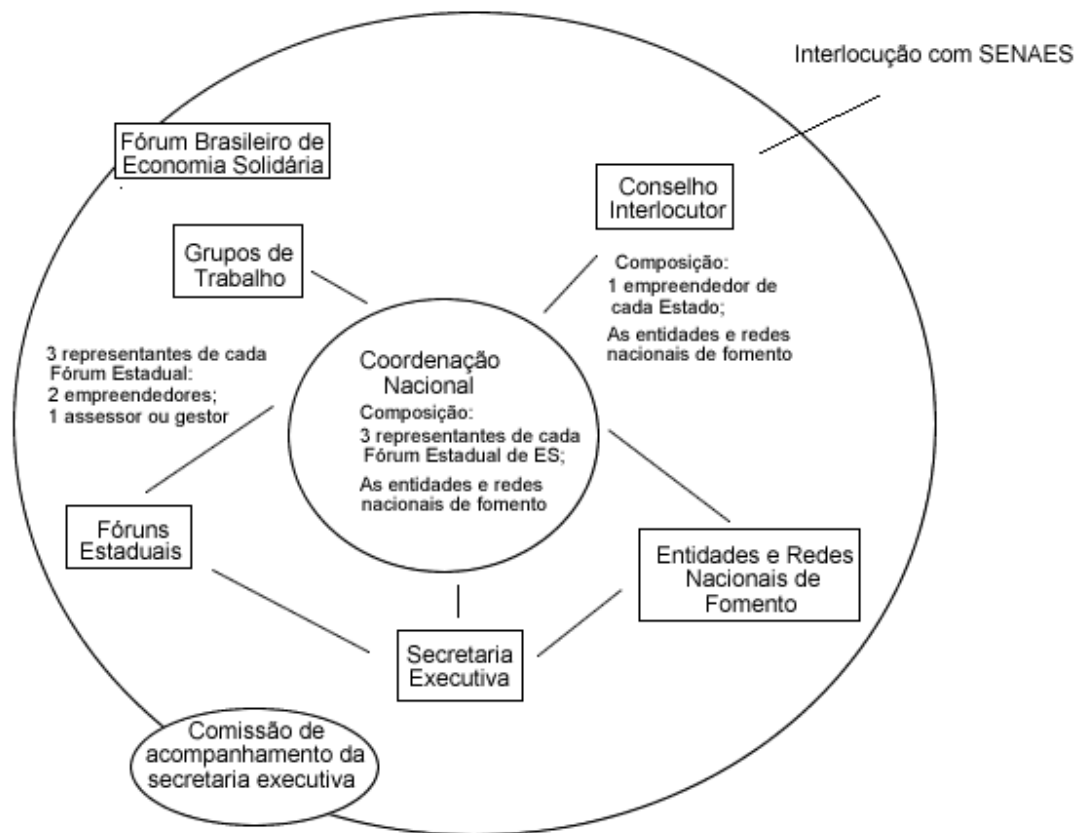 Interlocução com SENAES
Fórum Brasileiro de
Economia Solidária
Conselho
Interlocutor
Grupos de
Trabalho
Composição:
1 empreendedor de
cada Estado;
As entidades e redes
nacionais de fomento
3 representantes de cada
Fórum Estadual:
2 empreendedores;
1 assessor ou gestor
Coordenação
Nacional
Composição:
3 representantes de cada
Fórum Estadual de ES;
As entidades e redes
nacionais de fomento
Fóruns
Estaduais
Entidades e Redes
Nacionais de
Fomento
Secretaria
Executiva
Comissão de
acompanhamento da
secretaria executiva